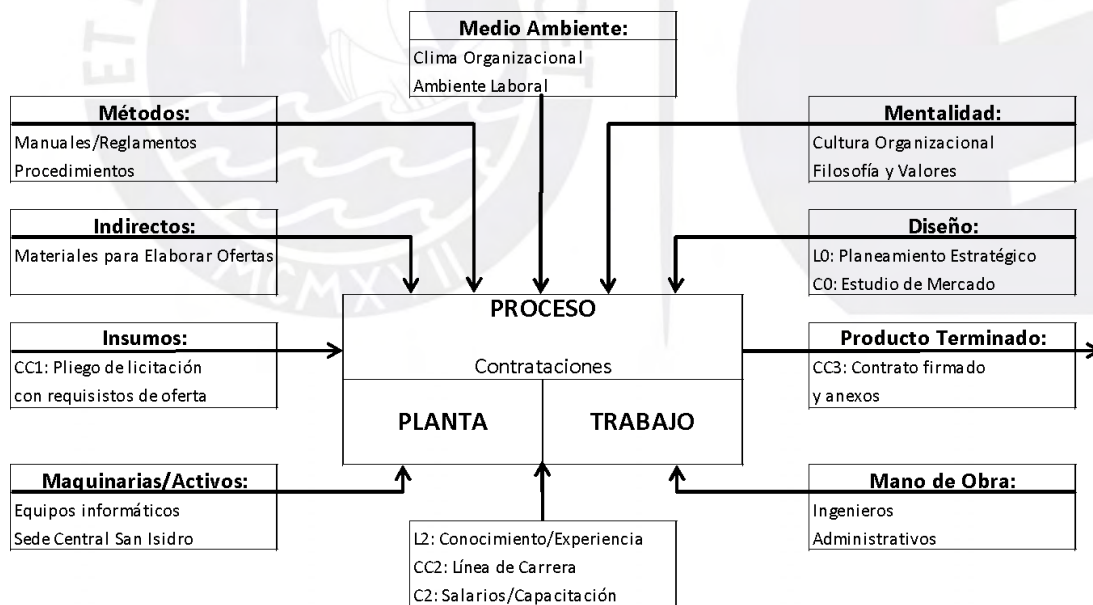 Medio Ambiente:
Clima Organizacional
Ambiente Laboral
Métodos:
Manuales/Reglamentos
Procedimientos
Mentalidad:
Cultura Organizacional
Filosofía y Valores
Indirectos:
Materiales para Elaborar Ofertas
Diseño:
L0: Planeamiento Estratégico
C0: Estudio de Mercado
PROCESO
Contrataciones
PLANTA
TRABAJO
Insumos:
CC1: Pliego de licitación
con requisistos de oferta
Producto Terminado:
CC3: Contrato firmado
y anexos
Maquinarias/Activos:
Equipos informáticos
Sede Central San Isidro
L2: Conocimiento/Experiencia
CC2: Línea de Carrera
C2: Salarios/Capacitación
Mano de Obra:
Ingenieros
Administrativos
MCMXVII